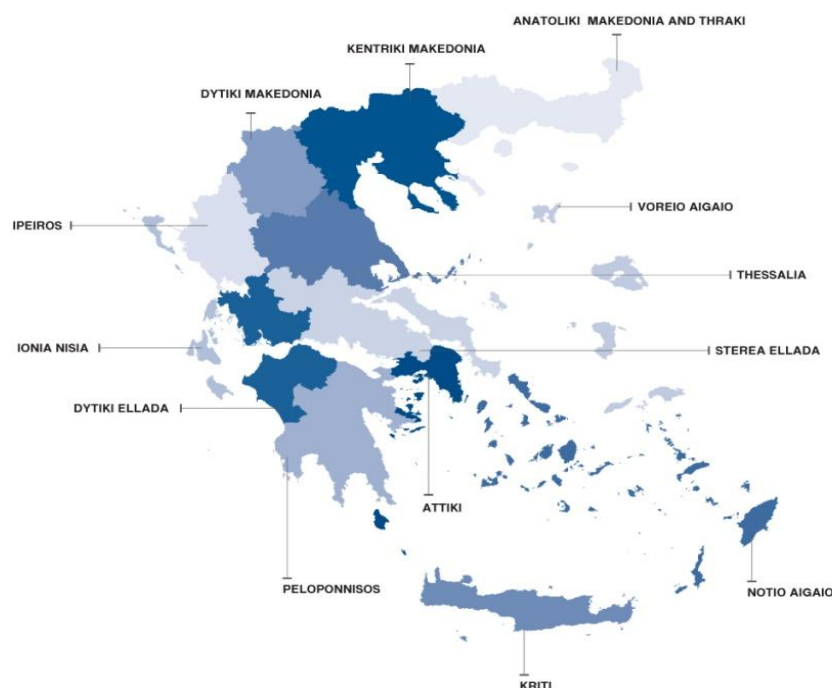 ANATOLIKI MAKEDONIA AND THRAKI
KENTRIKI MAKEDONIA
DYTIKI MAKEDONIA
VOREIO AIGAIO
IPEIROS
THESSALIA
IONIA NISIA
STEREA ELLADA
DYTIKI ELLADA
ATTIKI
PELOPONNISOS
NOTIO AIGAIO
KRITI